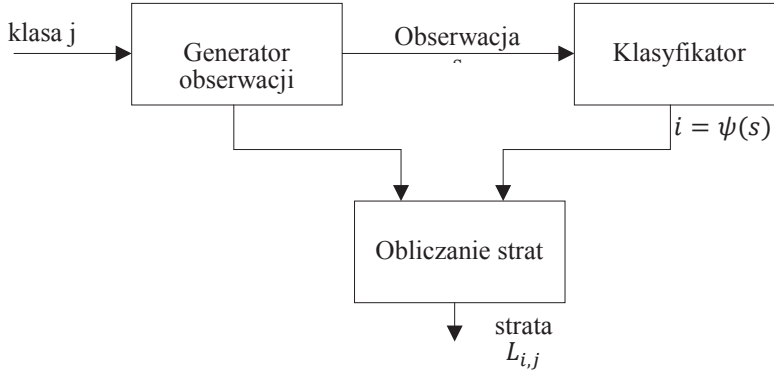 klasa j
Generator
obserwacji
Obserwacja
Klasyfikator
i = ψ(s)
Obliczanie strat
strata
L_{i,j}